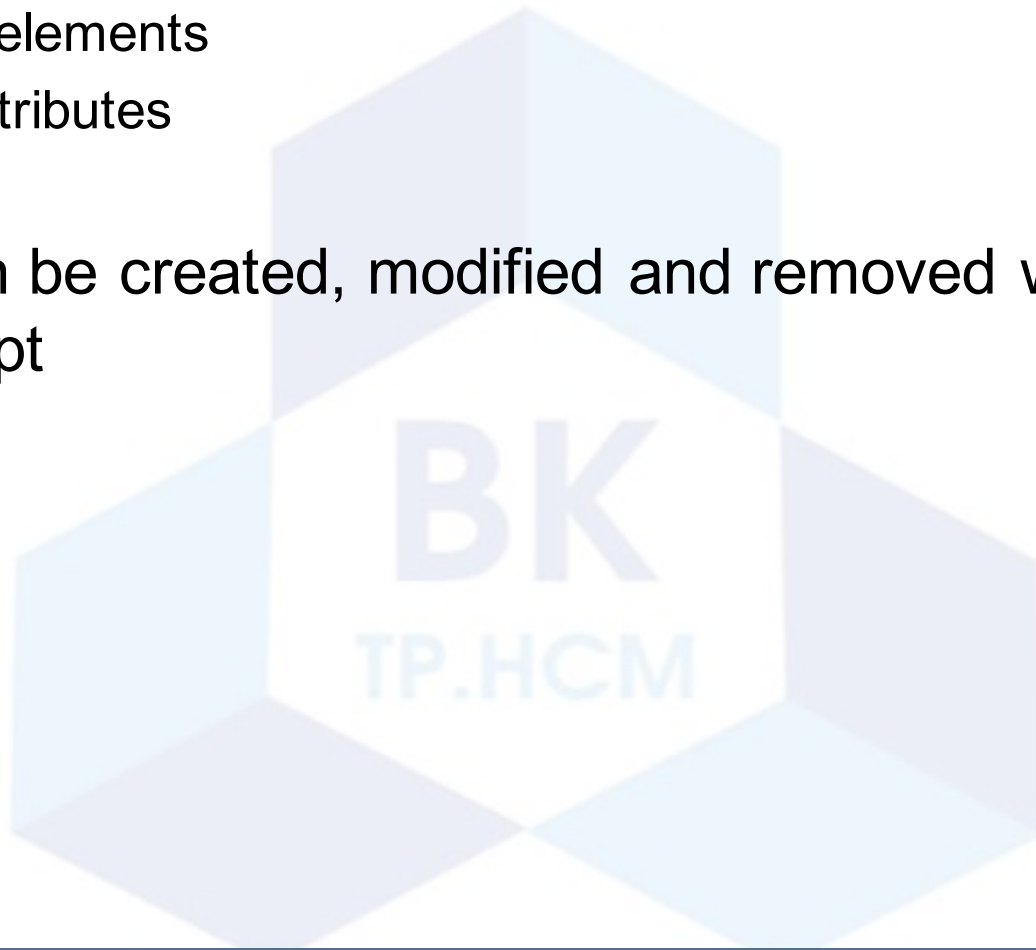 elements
tributes
n be created, modified and removed w
pt
BK
TP.HCM